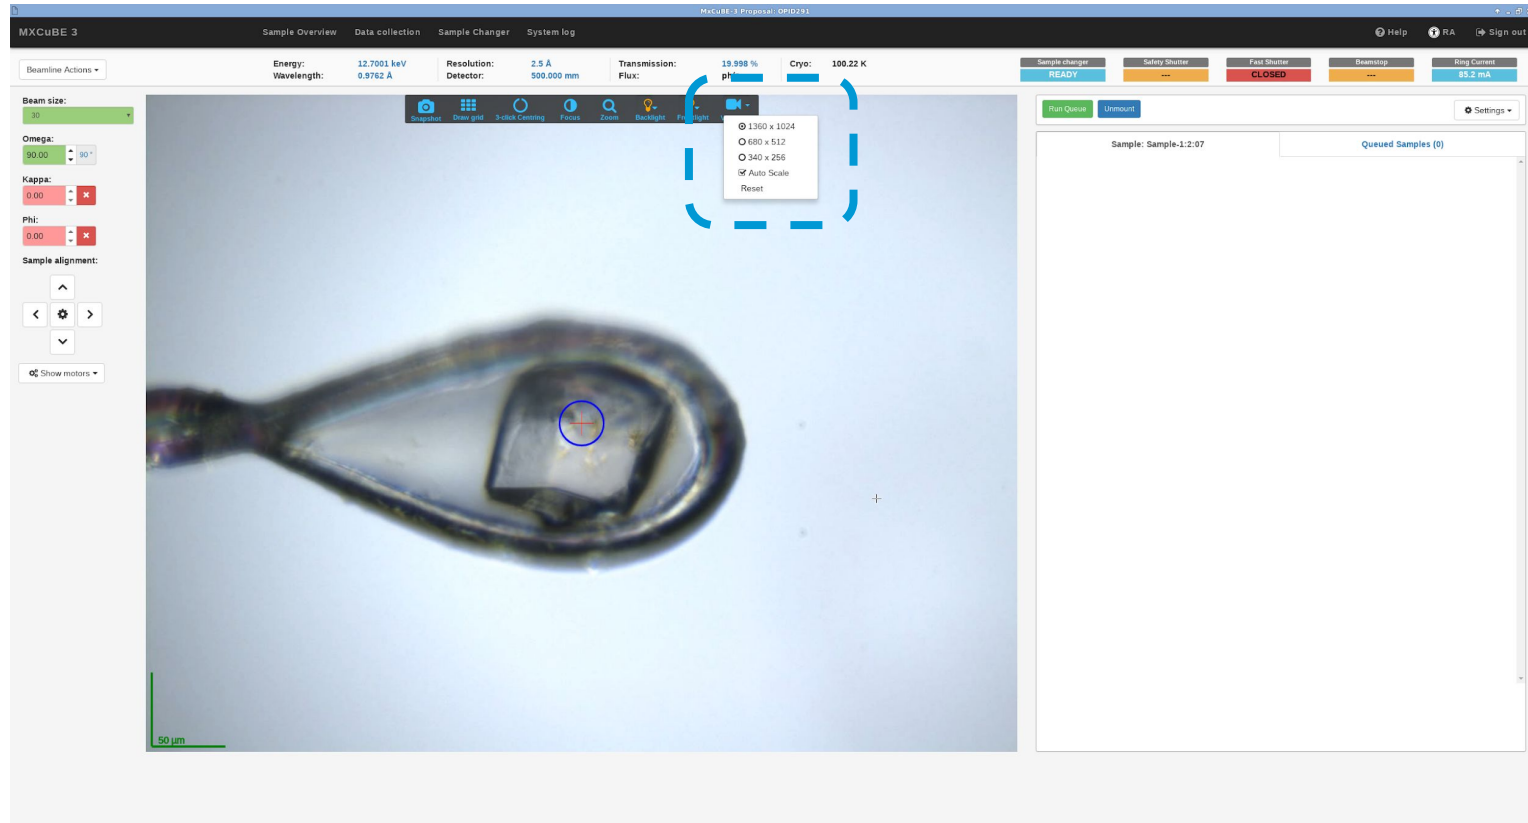 MXCuBE-3 Proposal: OPID291
MXCuBE 3 Sample Overview Data collection Sample Changer System log Help RA Sign out
Beamline Actions
Energy: 12.7001 keV Resolution: 2.5 Å Transmission: 19.998 % Cryo: 100.22 K
Wavelength: 0.9762 Å Detector: 500.000 mm Flux:
Sample changer Safety Shutter Fast Shutter Beamstop Ring Current
READY --- CLOSED --- 85.2 mA
Beam size:
30
Omega:
90.00 90°
Kappa:
0.00
Phi:
0.00
Sample alignment:
Show motors
Snapshot Draw grid 3-click Centring Focus Zoom Backlight
1360 x 1024
680 x 512
340 x 256
Auto Scale
Reset
50 µm
Run Queue Unmount Settings
Sample: Sample-1:2:07 Queued Samples (0)